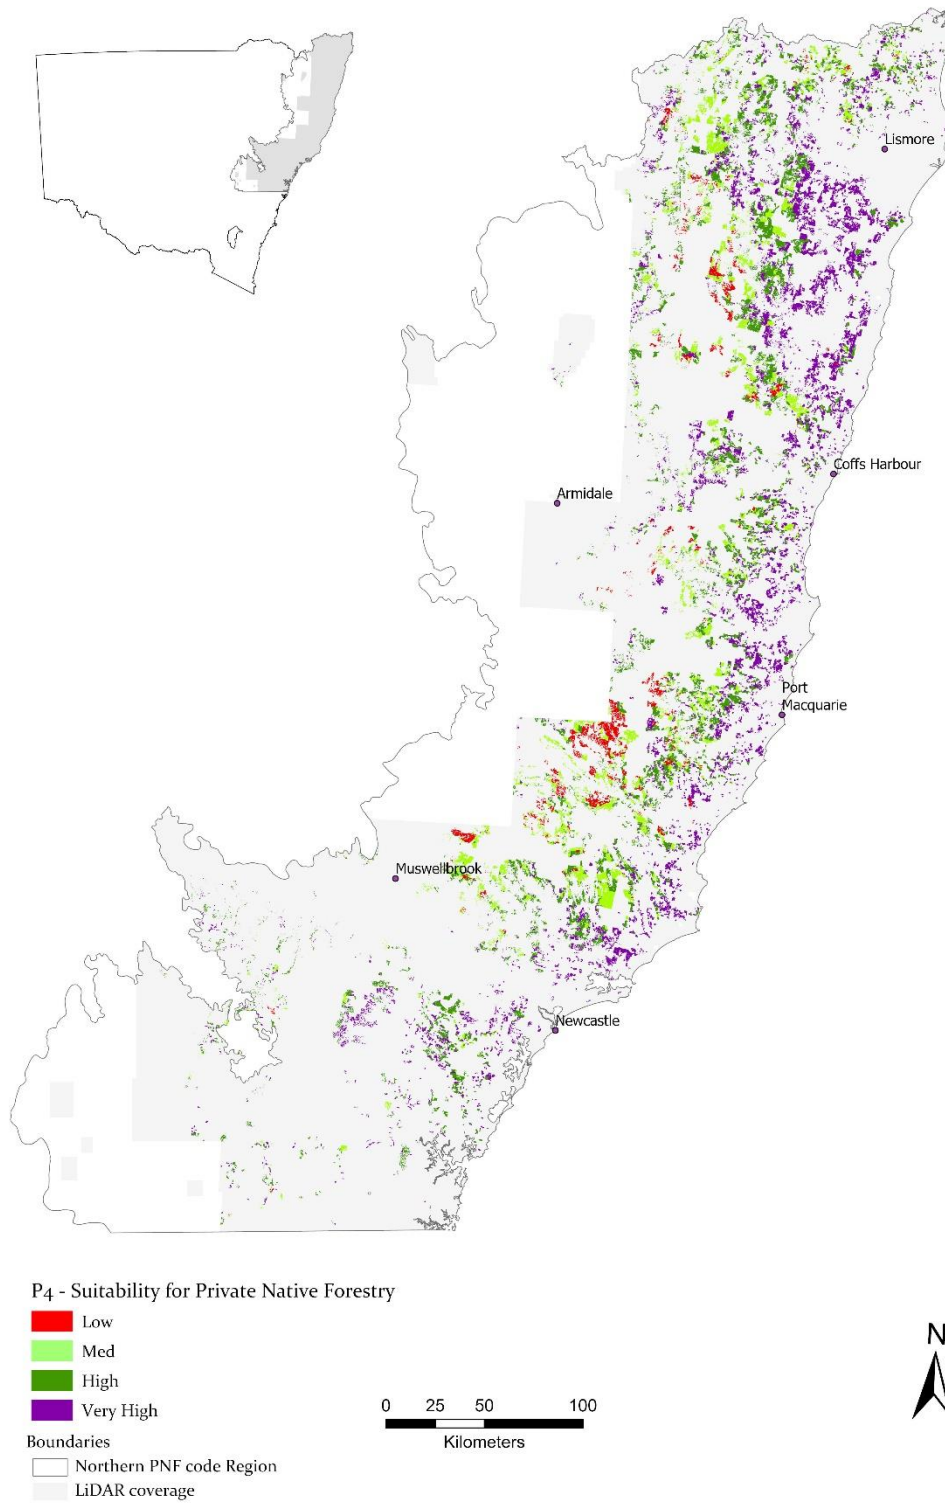 Lismore
Coffs Harbour
Armidale
Port
Macquarie
Muswellbrook
Newcastle
P4 - Suitability for Private Native Forestry
Low
Med
High
Very High
Boundaries
Northern PNF code Region
LiDAR coverage
0 25 50 100
Kilometers
N